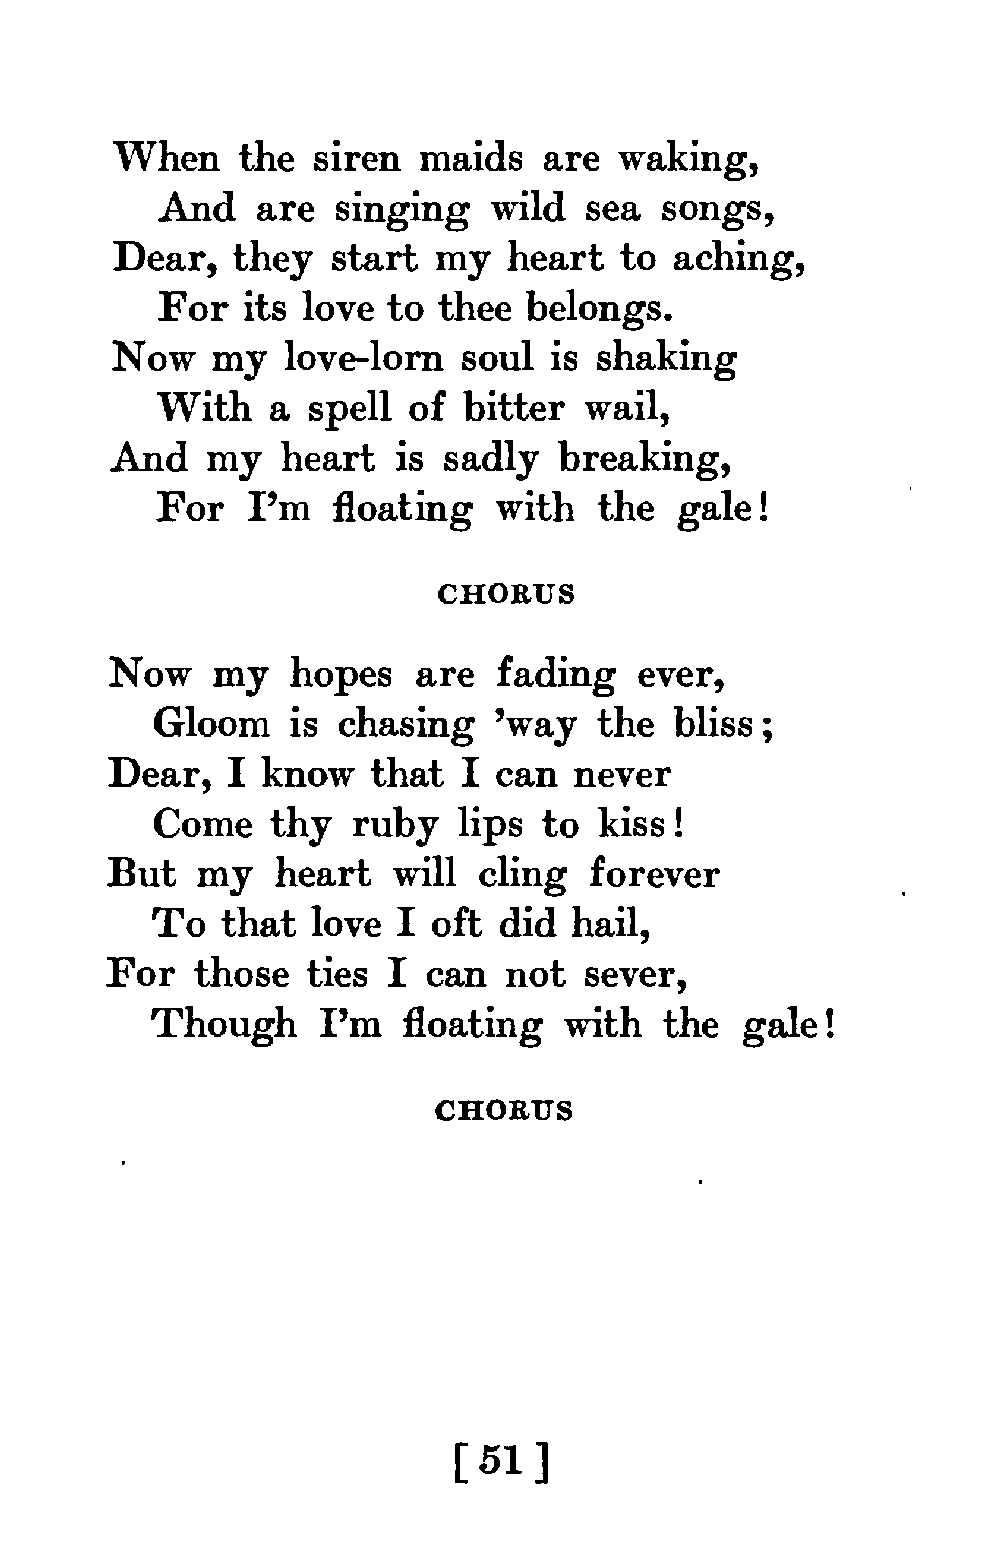 When the siren maids are waking,
And are singing wild sea songs,
Dear, they start my heart to aching,
For its love to thee belongs.
Now my love-lorn soul is shaking
With a spell of bitter wail,
And my heart is sadly breaking,
For I'm floating with the gale!
CHORUS
Now my hopes are fading ever,
Gloom is chasing 'way the bliss;
Dear, I know that I can never
Come thy ruby lips to kiss!
But my heart will cling forever
To that love I oft did hail,
For those ties I can not sever,
Though I'm floating with the gale!
CHORUS
[ 51 ]